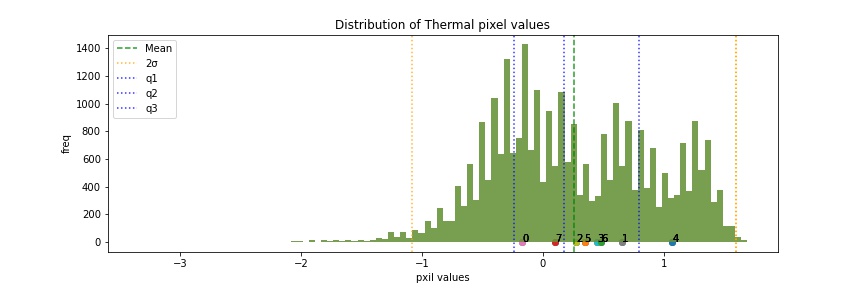 Distribution of Thermal pixel values
1400
1200
1000
800
600
400
200
0
freq
Mean
2σ
q1
q2
q3
0 7 2 5 3 6 1 4
−3 −2 −1 0 1
pxil values